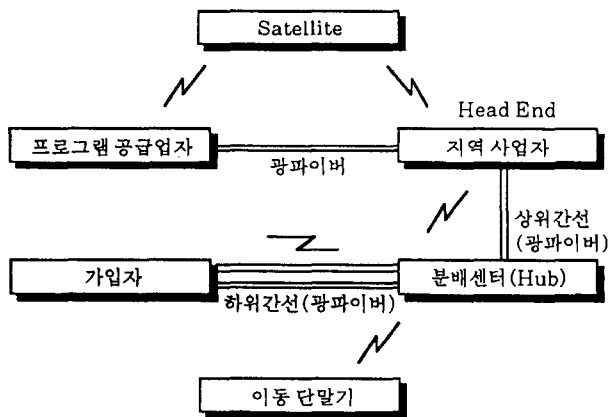 Satellite
Head End
프로그램 공급업자
지역 사업자
광파이버
상위간선
(광파이버)
가입자
분배센터(Hub)
하위간선(광파이버)
이동 단말기